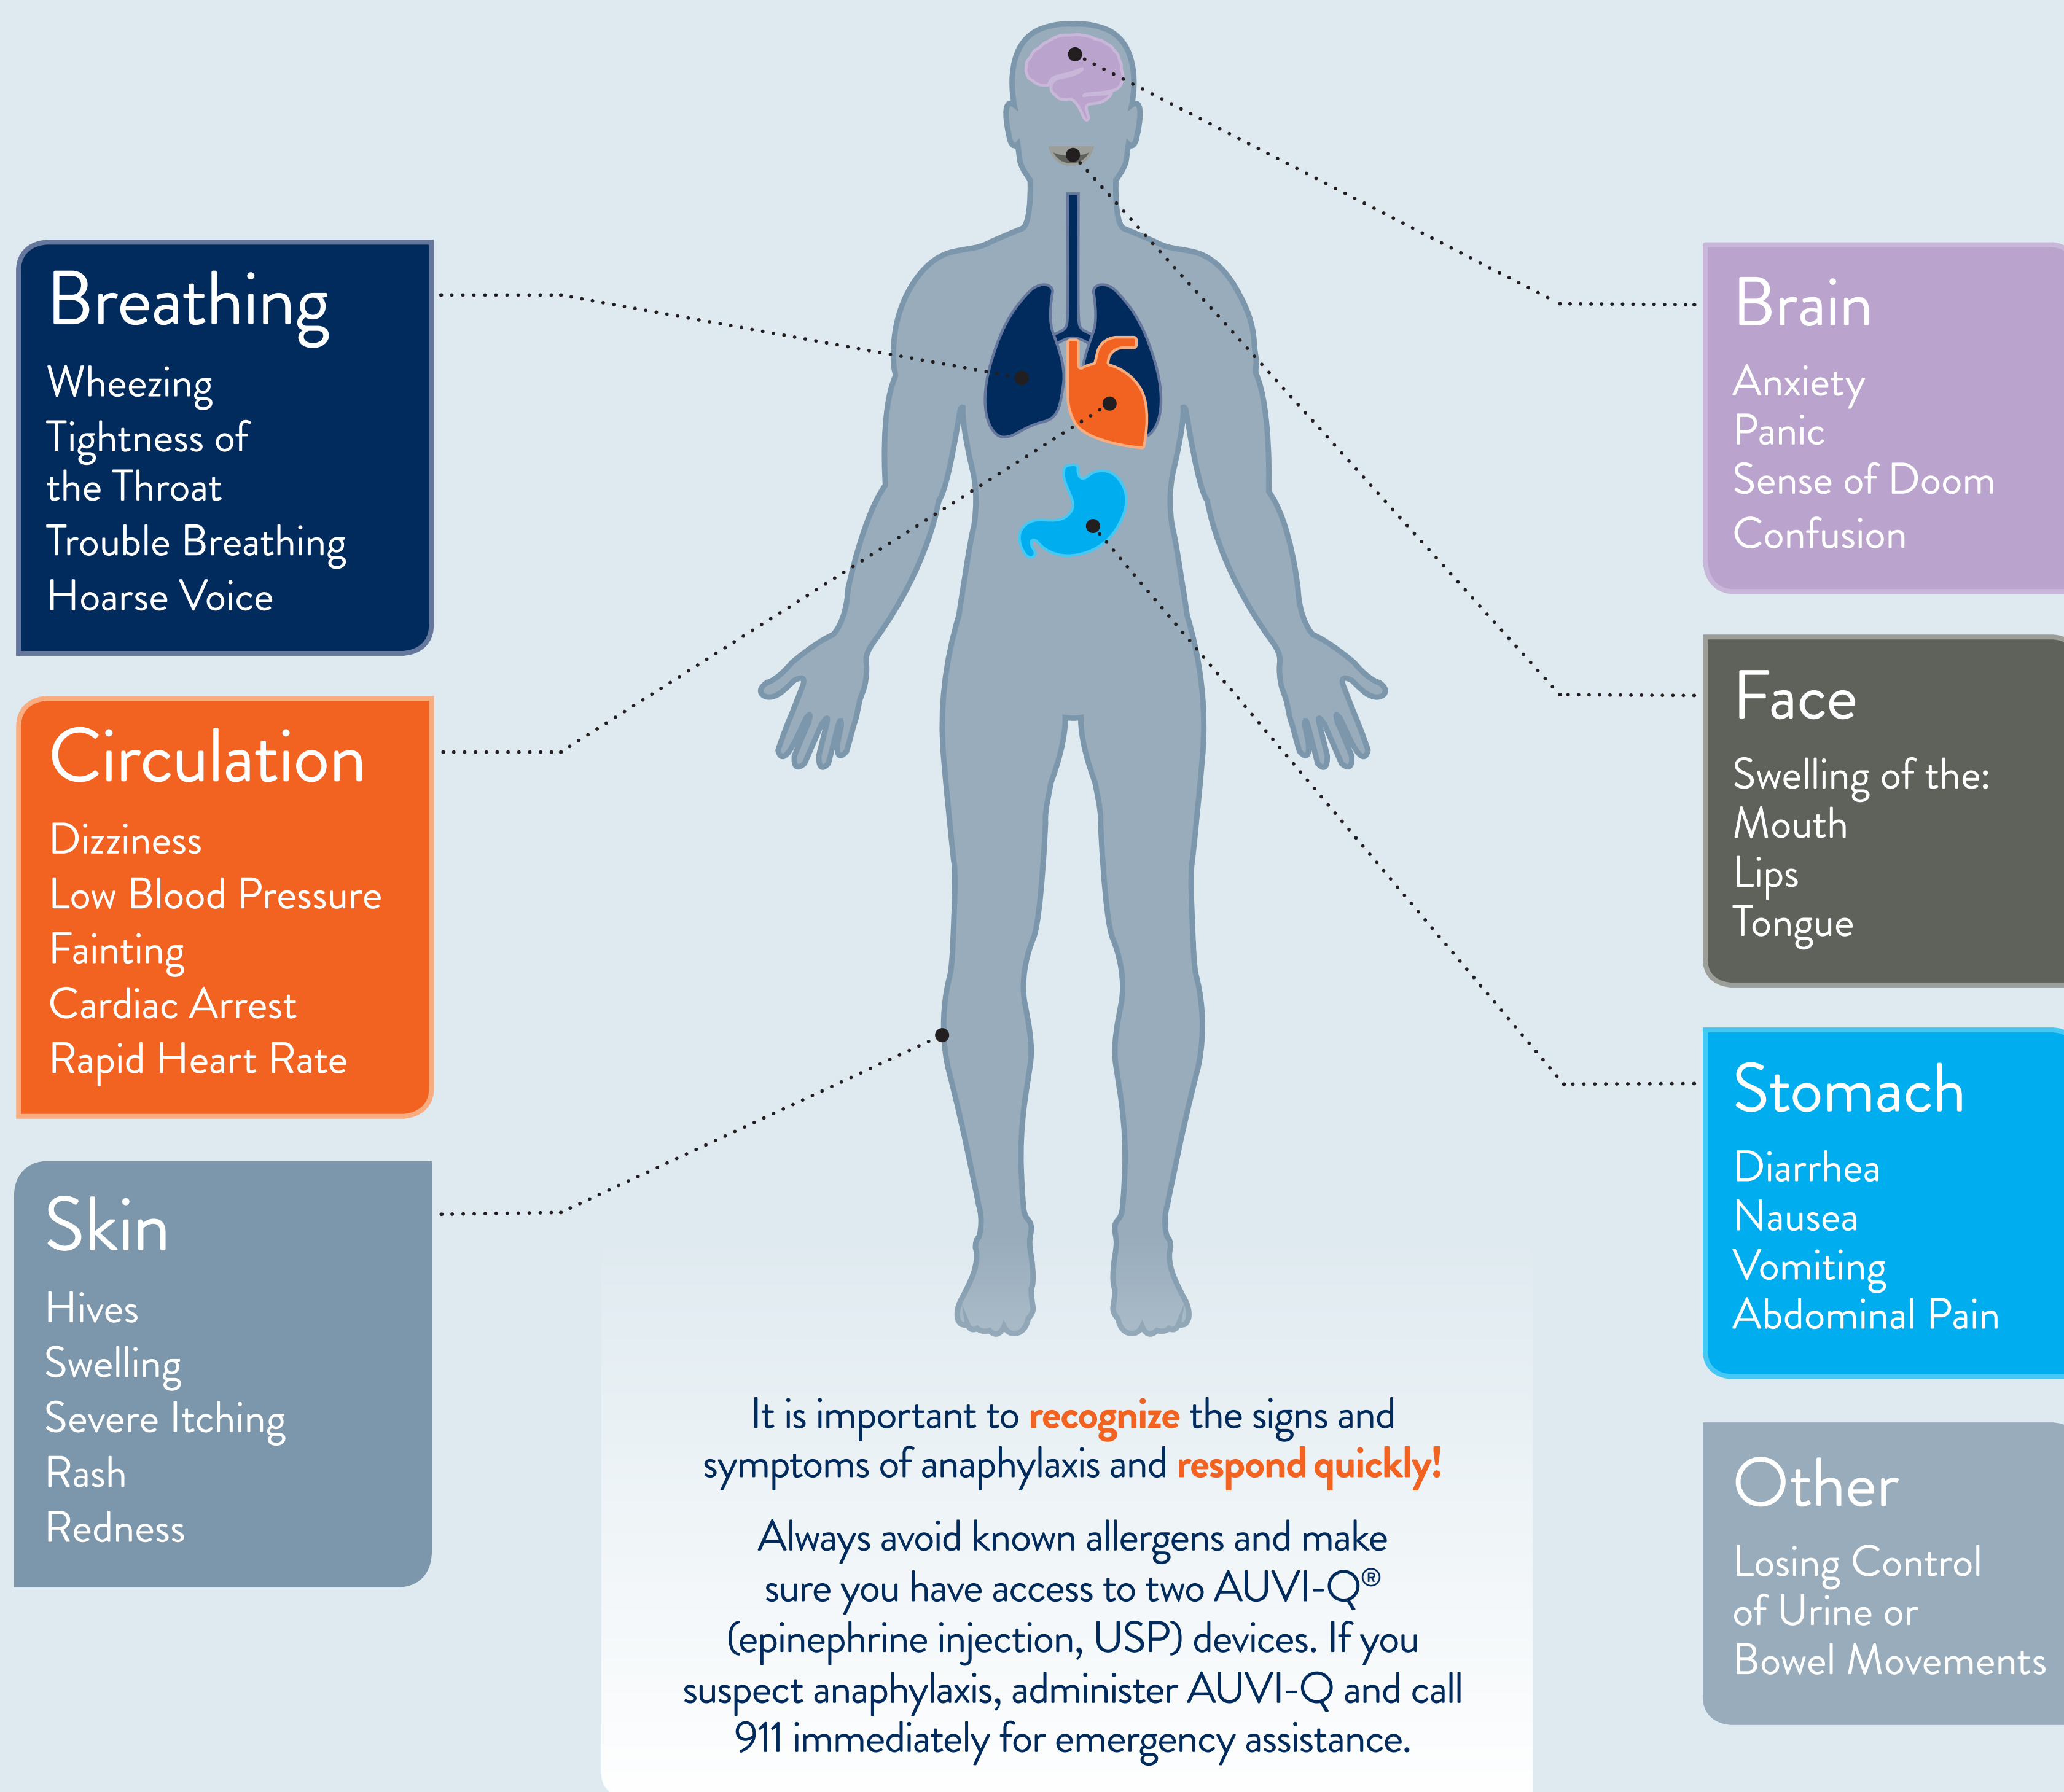 Breathing
Wheezing
Tightness of
the Throat
Trouble Breathing
Hoarse Voice
Circulation
Dizziness
Low Blood Pressure
Fainting
Cardiac Arrest
Rapid Heart Rate
Skin
Hives
Swelling
Severe Itching
Rash
Redness
Brain
Anxiety
Panic
Sense of Doom
Confusion
Face
Swelling of the:
Mouth
Lips
Tongue
Stomach
Diarrhea
Nausea
Vomiting
Abdominal Pain
Other
Losing Control
of Urine or
Bowel Movements
It is important to recognize the signs and
symptoms of anaphylaxis and respond quickly!
Always avoid known allergens and make
sure you have access to two AUVI-Q®
(epinephrine injection, USP) devices. If you
suspect anaphylaxis, administer AUVI-Q and call
911 immediately for emergency assistance.